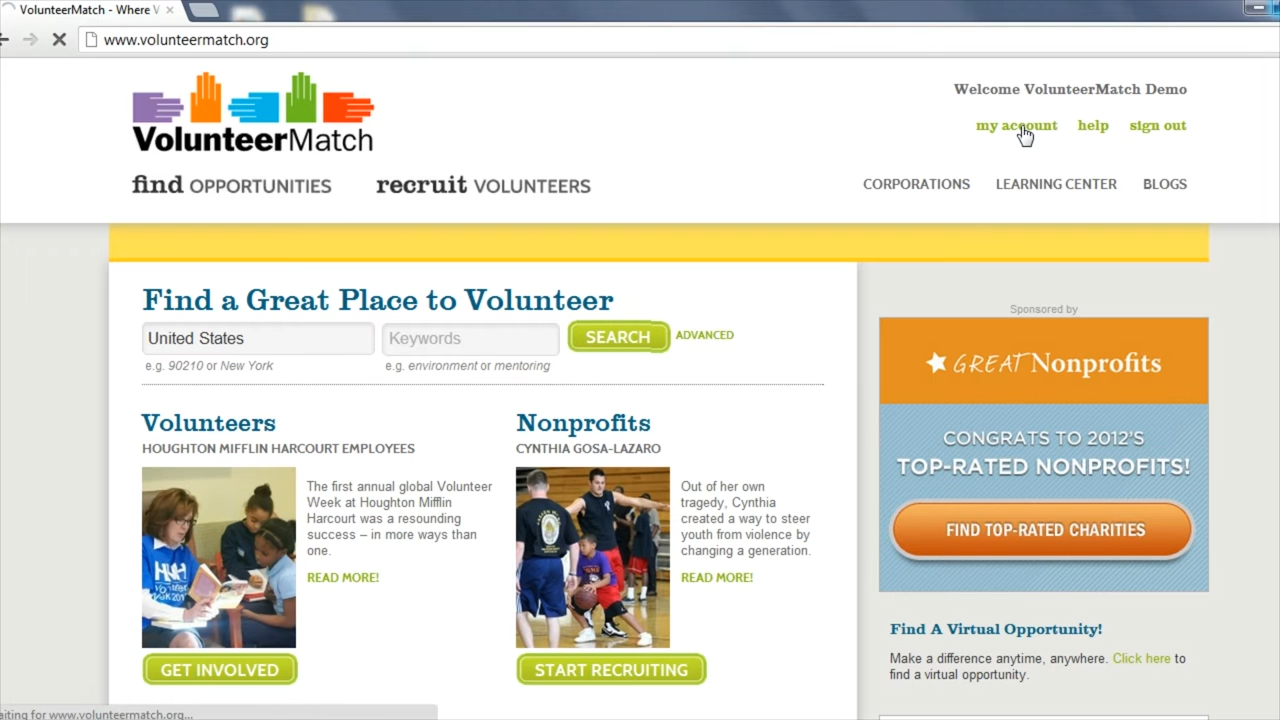 VolunteerMatch - Where V
www.volunteermatch.org
VolunteerMatch
Welcome VolunteerMatch Demo
my account help sign out
find OPPORTUNITIES recruit VOLUNTEERS
CORPORATIONS LEARNING CENTER BLOGS
Find a Great Place to Volunteer
United States Keywords SEARCH ADVANCED
e.g. 90210 or New York e.g. environment or mentoring
Volunteers
HOUGHTON MIFFLIN HARCOURT EMPLOYEES
The first annual global Volunteer
Week at Houghton Mifflin
Harcourt was a resounding
success – in more ways than
one.
READ MORE!
GET INVOLVED
Nonprofits
CYNTHIA GOSA-LAZARO
Out of her own
tragedy, Cynthia
created a way to steer
youth from violence by
changing a generation.
READ MORE!
START RECRUITING
Sponsored by
GREAT Nonprofits
CONGRATS TO 2012'S
TOP-RATED NONPROFITS!
FIND TOP-RATED CHARITIES
Find A Virtual Opportunity!
Make a difference anytime, anywhere. Click here to
find a virtual opportunity.
aiting for www.volunteermatch.org...